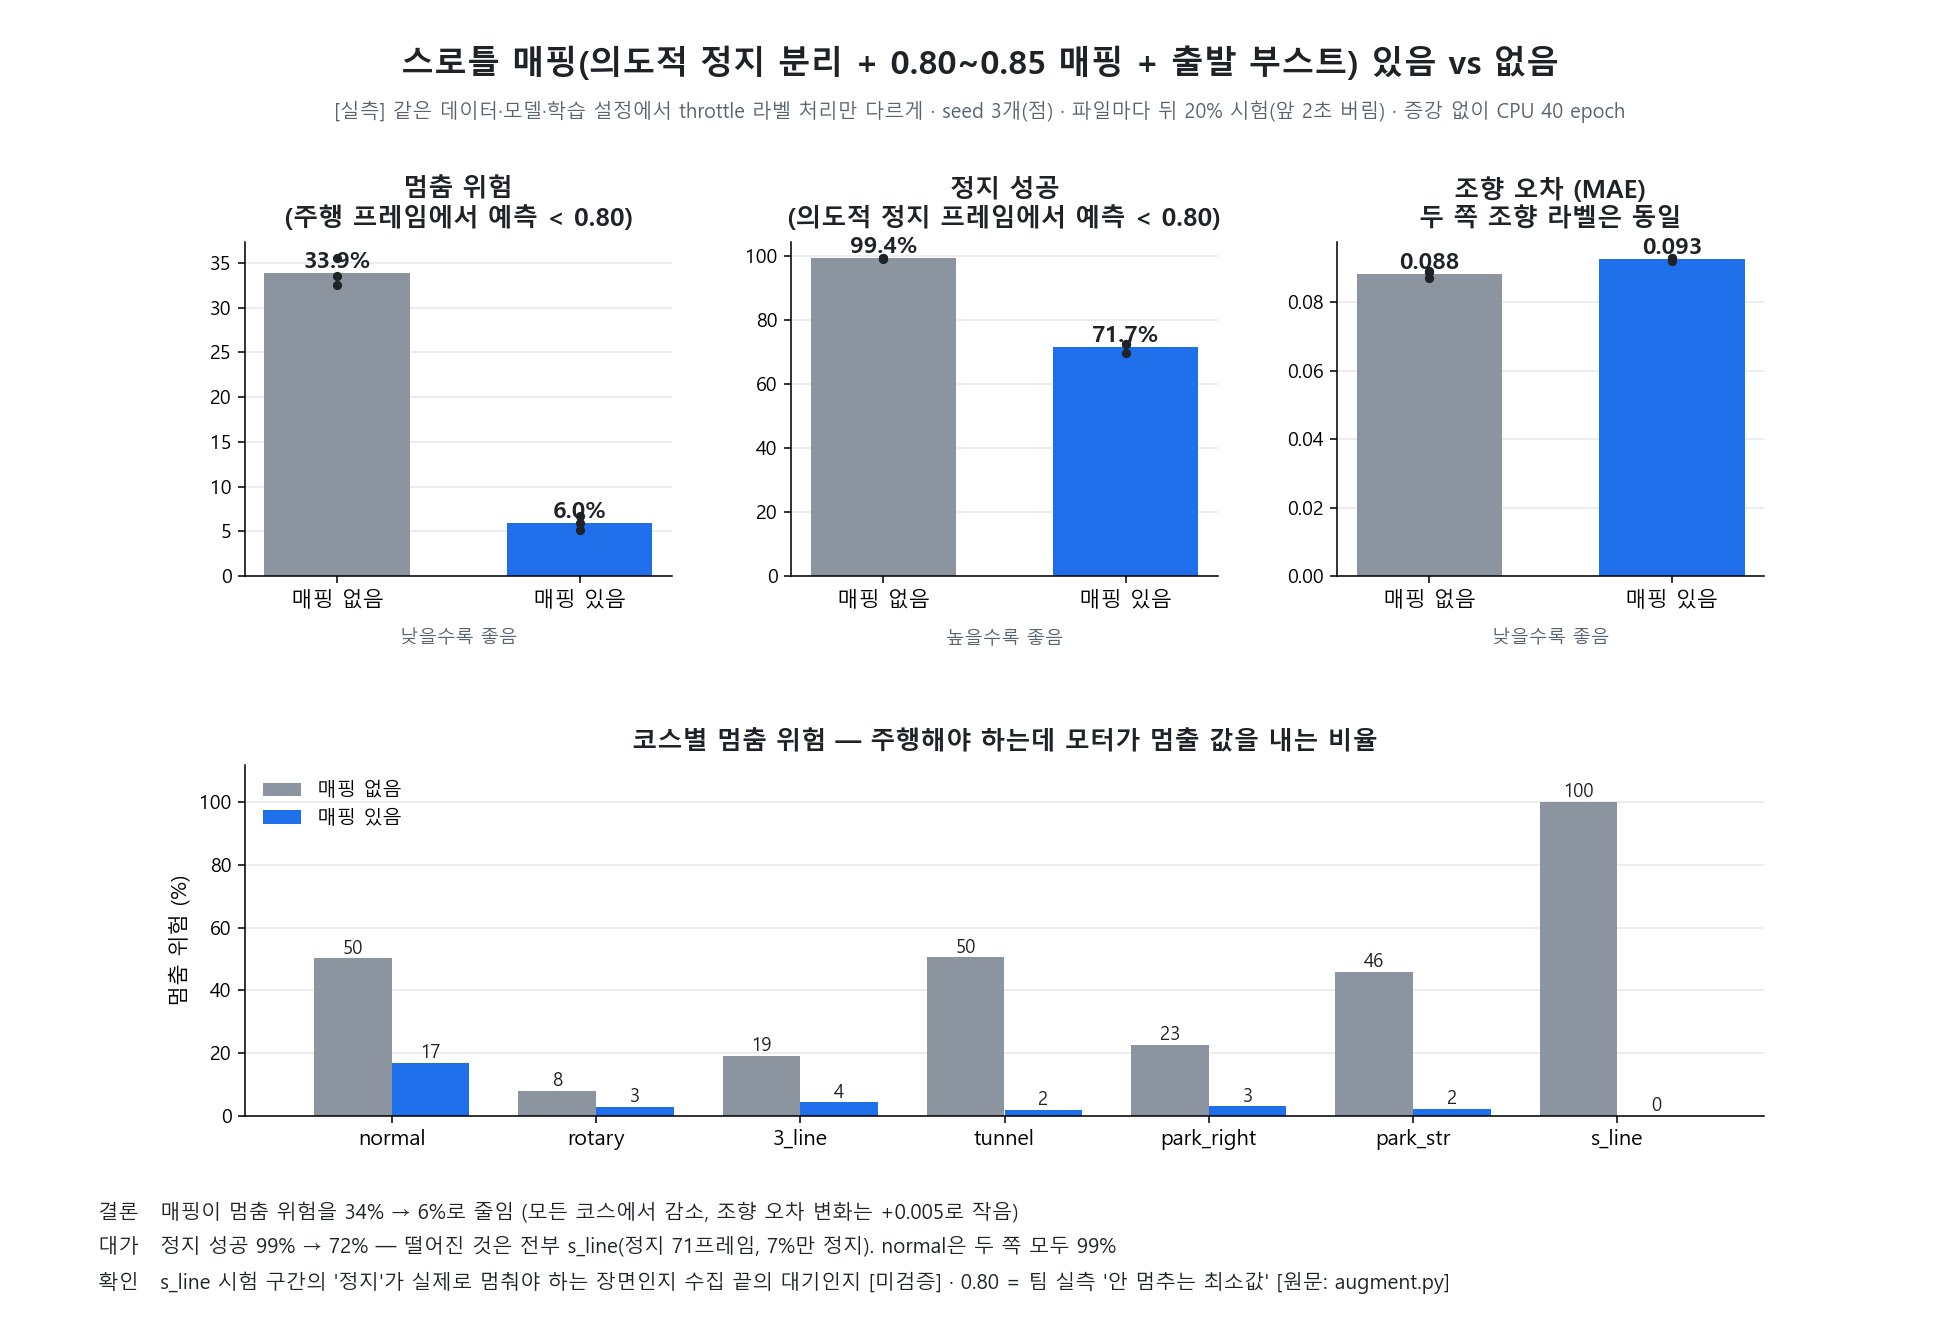 스로틀 매핑(의도적 정지 분리 + 0.80~0.85 매핑 + 출발 부스트) 있음 vs 없음
[실측] 같은 데이터·모델·학습 설정에서 throttle 라벨 처리만 다르게 · seed 3개(점) · 파일마다 뒤 20% 시험(앞 2초 버림) · 증강 없이 CPU 40 epoch
멈춤 위험
(주행 프레임에서 예측 < 0.80)
35
30
25
20
15
10
5
0
33.9%
6.0%
매핑 없음
매핑 있음
낮을수록 좋음
정지 성공
(의도적 정지 프레임에서 예측 < 0.80)
100
80
60
40
20
0
99.4%
71.7%
매핑 없음
매핑 있음
높을수록 좋음
조향 오차 (MAE)
두 쪽 조향 라벨은 동일
0.08
0.06
0.04
0.02
0.00
0.088
0.093
매핑 없음
매핑 있음
낮을수록 좋음
코스별 멈춤 위험 — 주행해야 하는데 모터가 멈출 값을 내는 비율
매핑 없음
매핑 있음
멈춤 위험 (%)
100
80
60
40
20
0
50
17
8
3
19
4
50
2
23
3
46
2
100
0
normal
rotary
3_line
tunnel
park_right
park_str
s_line
결론 매핑이 멈춤 위험을 34% → 6%로 줄임 (모든 코스에서 감소, 조향 오차 변화는 +0.005로 작음)
대가 정지 성공 99% → 72% — 떨어진 것은 전부 s_line(정지 71프레임, 7%만 정지). normal은 두 쪽 모두 99%
확인 s_line 시험 구간의 '정지'가 실제로 멈춰야 하는 장면인지 수집 끝의 대기인지 [미검증] · 0.80 = 팀 실측 '안 멈추는 최소값' [원문: augment.py]